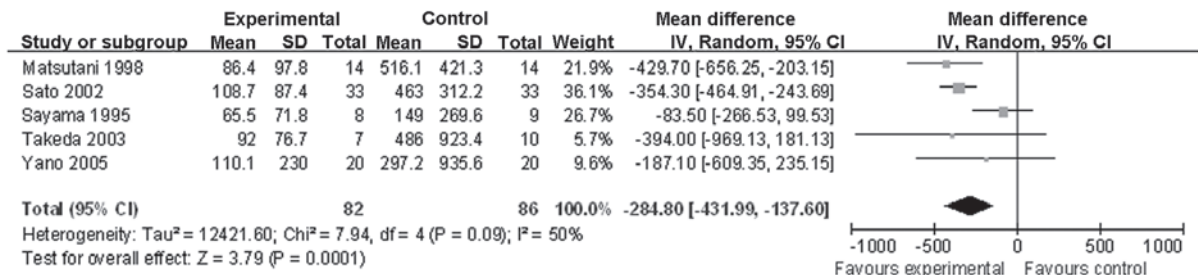 Experimental Control Mean difference Mean difference
Study or subgroup Mean SD Total Mean SD Total Weight IV, Random, 95% CI IV, Random, 95% CI
Matsutani 1998 86.4 97.8 14 516.1 421.3 14 21.9% -429.70 [-656.25, -203.15]
Sato 2002 108.7 87.4 33 463 312.2 33 36.1% -354.30 [-464.91, -243.69]
Sayama 1995 65.5 71.8 8 149 269.6 9 26.7% -83.50 [-266.53, 99.53]
Takeda 2003 92 76.7 7 486 923.4 10 5.7% -394.00 [-969.13, 181.13]
Yano 2005 110.1 230 20 297.2 935.6 20 9.6% -187.10 [-609.35, 235.15]
Total (95% CI) 82 86 100.0% -284.80 [-431.99, -137.60]
Heterogeneity: Tau² = 12421.60; Chi² = 7.94, df = 4 (P = 0.09); I² = 50%
Test for overall effect: Z = 3.79 (P = 0.0001)
-1000 -500 0 500 1000
Favours experimental Favours control